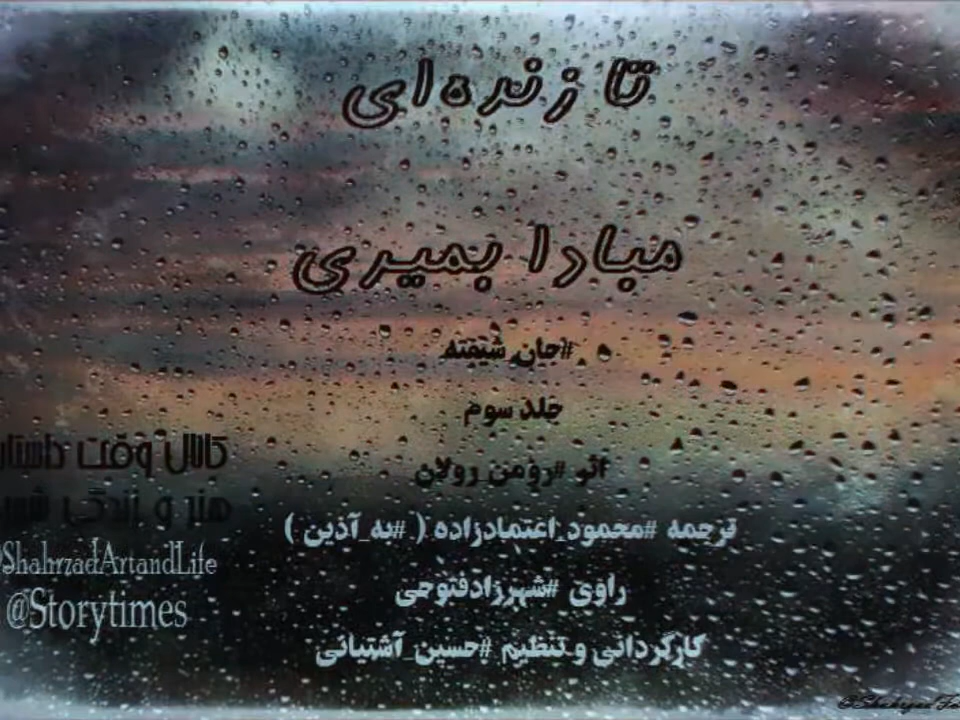 تا زنده‌ای
مبادا بمیری
#جان_شیفته
جلد سوم
اثر #رومن_رولان
ترجمه #محمود_اعتمادزاده ( #به_آذین )
راوی #شهرزادفتوحی
کارگردانی و تنظیم #حسین_آشتیانی
کانال وقت داستان
هنر و زندگی
@ShahrzadArtandLife
@Storytimes